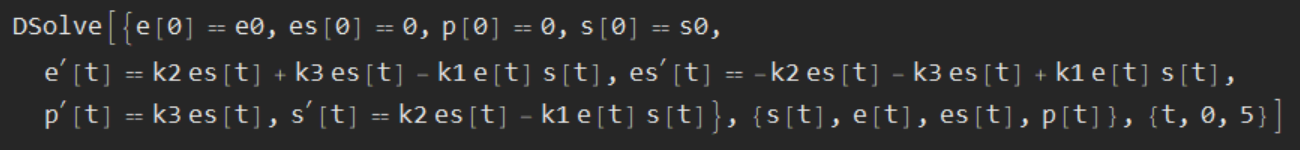 DSolve[{e[0] == e0, es[0] == 0, p[0] == 0, s[0] == s0,
e′[t] == k2 es[t] + k3 es[t] - k1 e[t] s[t], es′[t] == -k2 es[t] - k3 es[t] + k1 e[t] s[t],
p′[t] == k3 es[t], s′[t] == k2 es[t] - k1 e[t] s[t]}, {s[t], e[t], es[t], p[t]}, {t, 0, 5}]